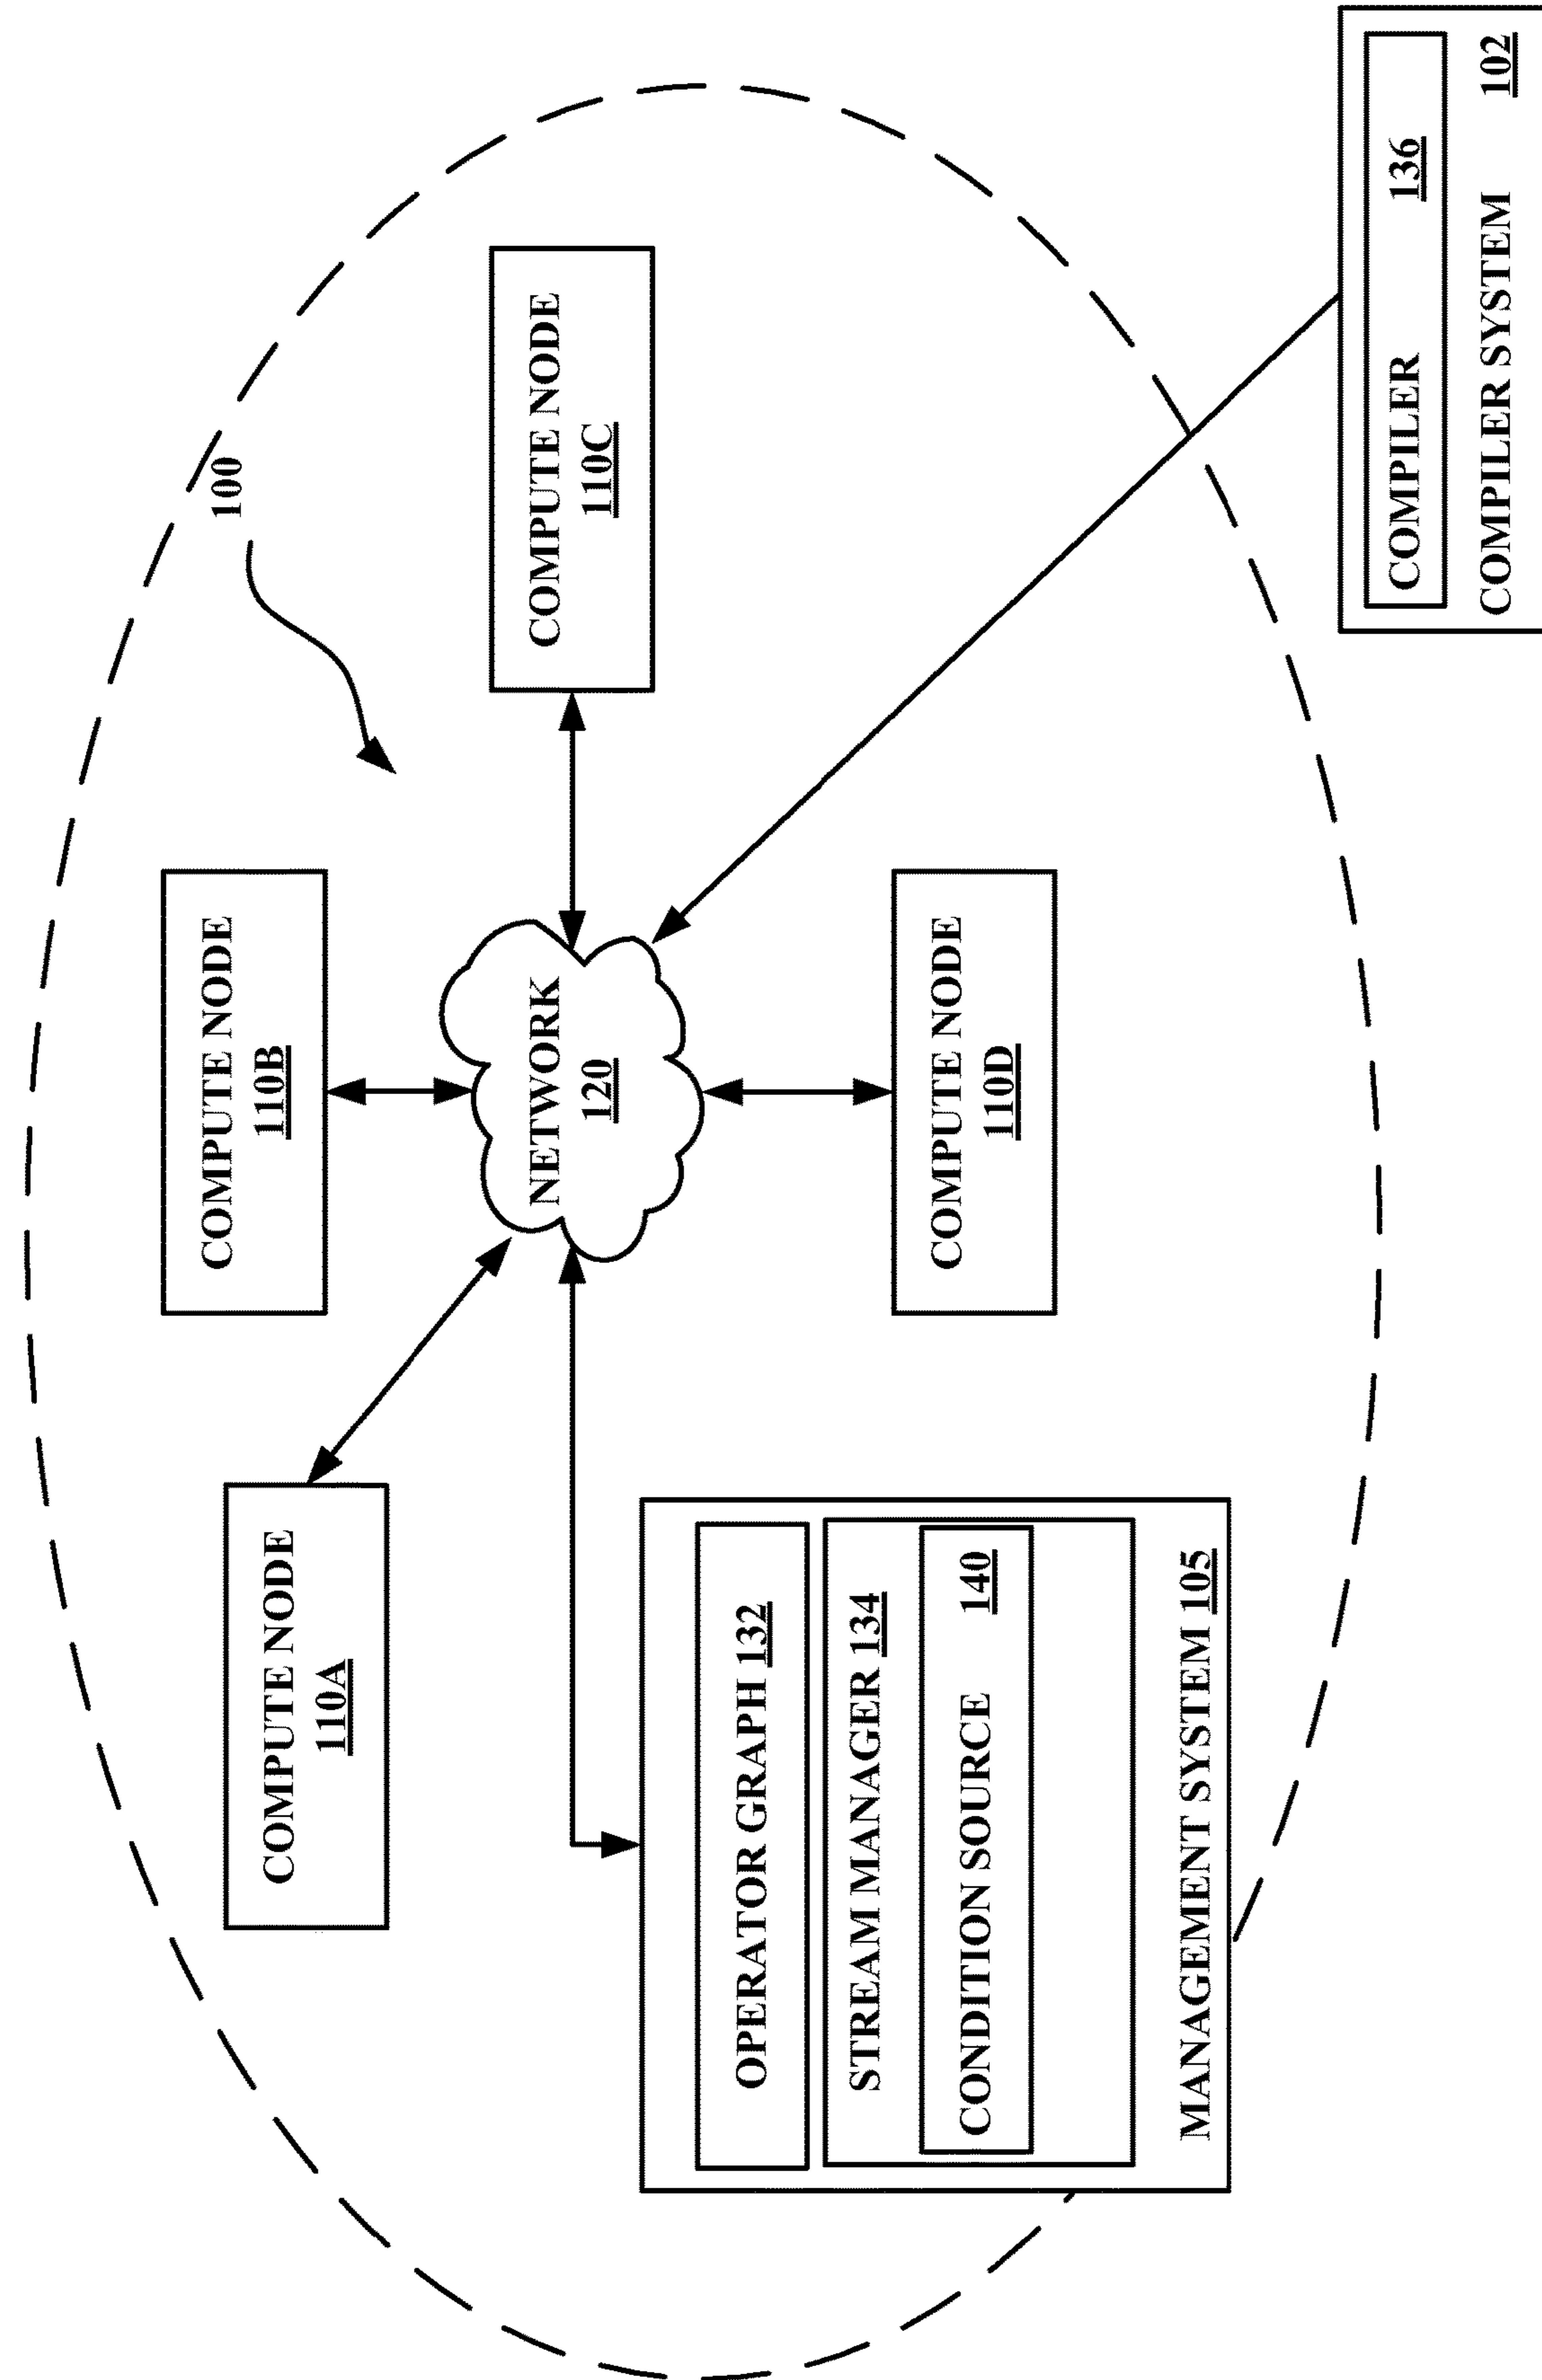 100
COMPUTE NODE
110B
COMPUTE NODE
110A
COMPUTE NODE
110C
NETWORK
120
OPERATOR GRAPH 132
STREAM MANAGER 134
CONDITION SOURCE 140
MANAGEMENT SYSTEM 105
COMPUTE NODE
110D
COMPILER 136
COMPILER SYSTEM 102